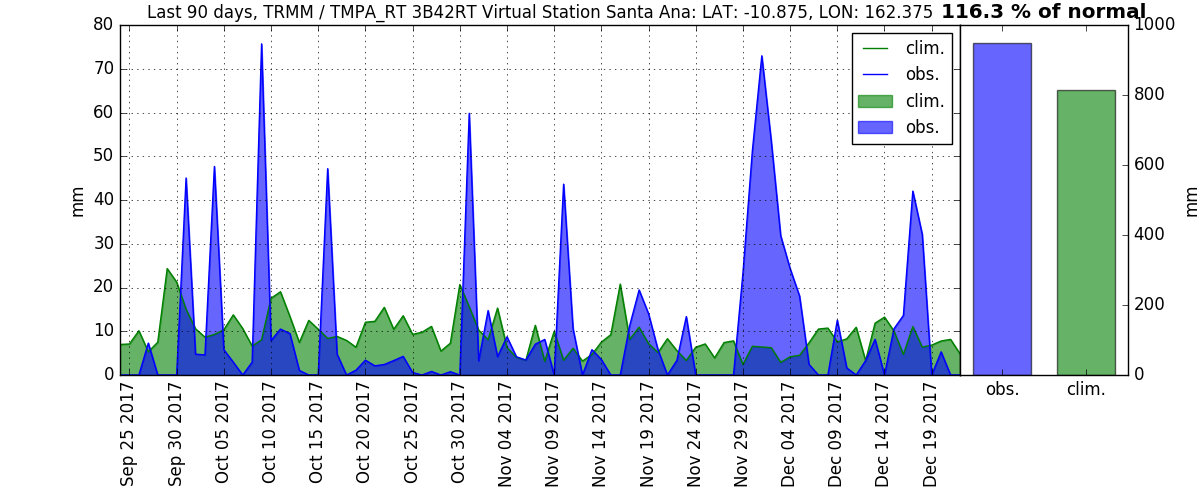 Last 90 days, TRMM / TMPA_RT 3B42RT Virtual Station Santa Ana: LAT: -10.875, LON: 162.375 116.3 % of normal
80
70
60
50
40
30
20
10
0
mm
clim.
obs.
clim.
obs.
1000
800
600
400
200
0
mm
obs.
clim.
Sep 25 2017
Sep 30 2017
Oct 05 2017
Oct 10 2017
Oct 15 2017
Oct 20 2017
Oct 25 2017
Oct 30 2017
Nov 04 2017
Nov 09 2017
Nov 14 2017
Nov 19 2017
Nov 24 2017
Nov 29 2017
Dec 04 2017
Dec 09 2017
Dec 14 2017
Dec 19 2017